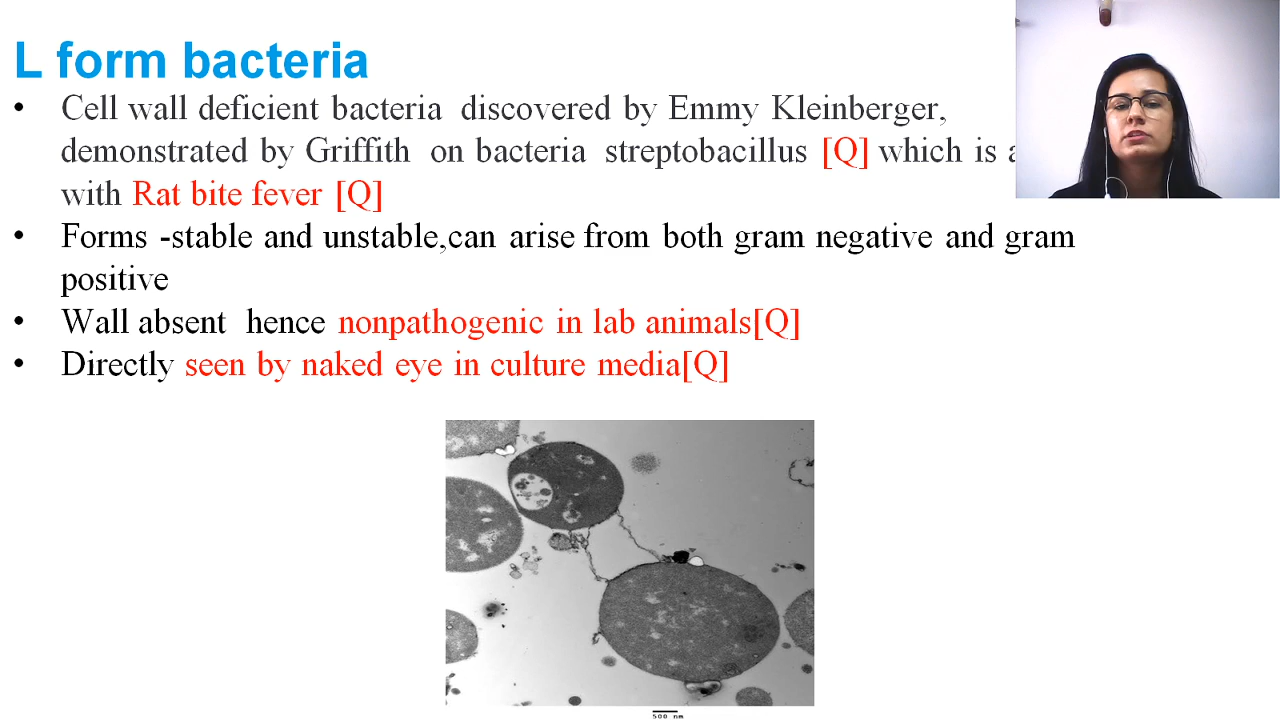 L form bacteria
• Cell wall deficient bacteria discovered by Emmy Kleinberger,
demonstrated by Griffith on bacteria streptobacillus [Q] which is
with Rat bite fever [Q]
• Forms -stable and unstable,can arise from both gram negative and gram
positive
• Wall absent hence nonpathogenic in lab animals[Q]
• Directly seen by naked eye in culture media[Q]
500 nm